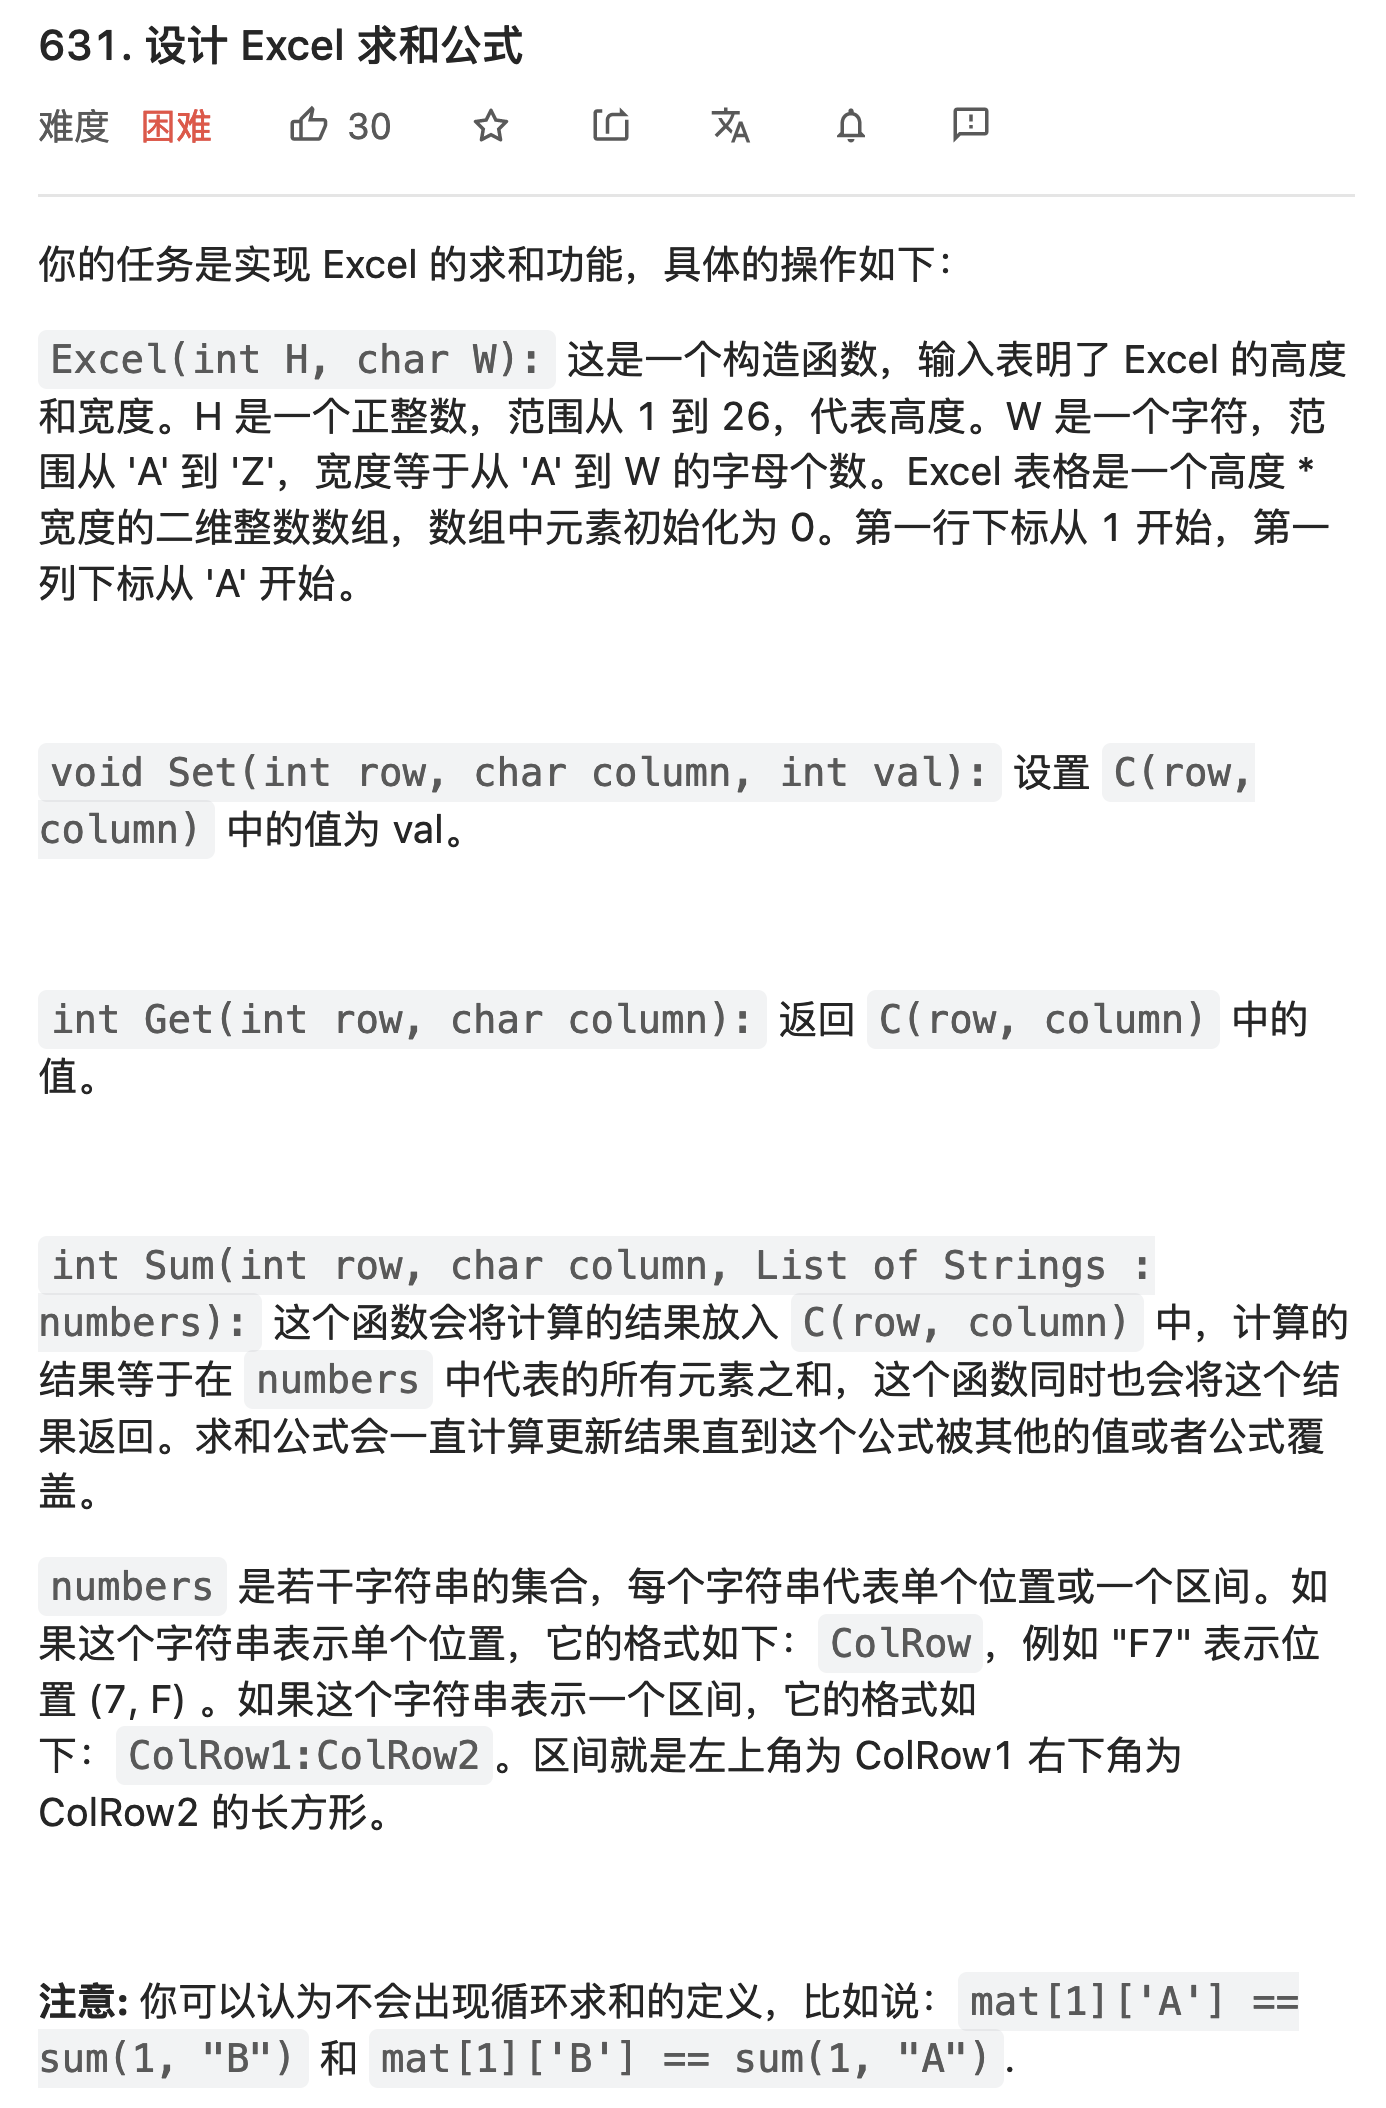 631. 设计 Excel 求和公式
难度 困难 30
你的任务是实现 Excel 的求和功能，具体的操作如下：
Excel(int H, char W): 这是一个构造函数，输入表明了 Excel 的高度
和宽度。H 是一个正整数，范围从 1 到 26，代表高度。W 是一个字符，范
围从 'A' 到 'Z'，宽度等于从 'A' 到 W 的字母个数。Excel 表格是一个高度 *
宽度的二维整数数组，数组中元素初始化为 0。第一行下标从 1 开始，第一
列下标从 'A' 开始。
void Set(int row, char column, int val): 设置 C(row,
column) 中的值为 val。
int Get(int row, char column): 返回 C(row, column) 中的
值。
int Sum(int row, char column, List of Strings :
numbers): 这个函数会将计算的结果放入 C(row, column) 中，计算的
结果等于在 numbers 中代表的所有元素之和，这个函数同时也会将这个结
果返回。求和公式会一直计算更新结果直到这个公式被其他的值或者公式覆
盖。
numbers 是若干字符串的集合，每个字符串代表单个位置或一个区间。如
果这个字符串表示单个位置，它的格式如下：ColRow，例如 "F7" 表示位
置 (7, F) 。如果这个字符串表示一个区间，它的格式如
下：ColRow1:ColRow2。区间就是左上角为 ColRow1 右下角为
ColRow2 的长方形。
注意: 你可以认为不会出现循环求和的定义，比如说：mat[1]['A'] ==
sum(1, "B") 和 mat[1]['B'] == sum(1, "A").